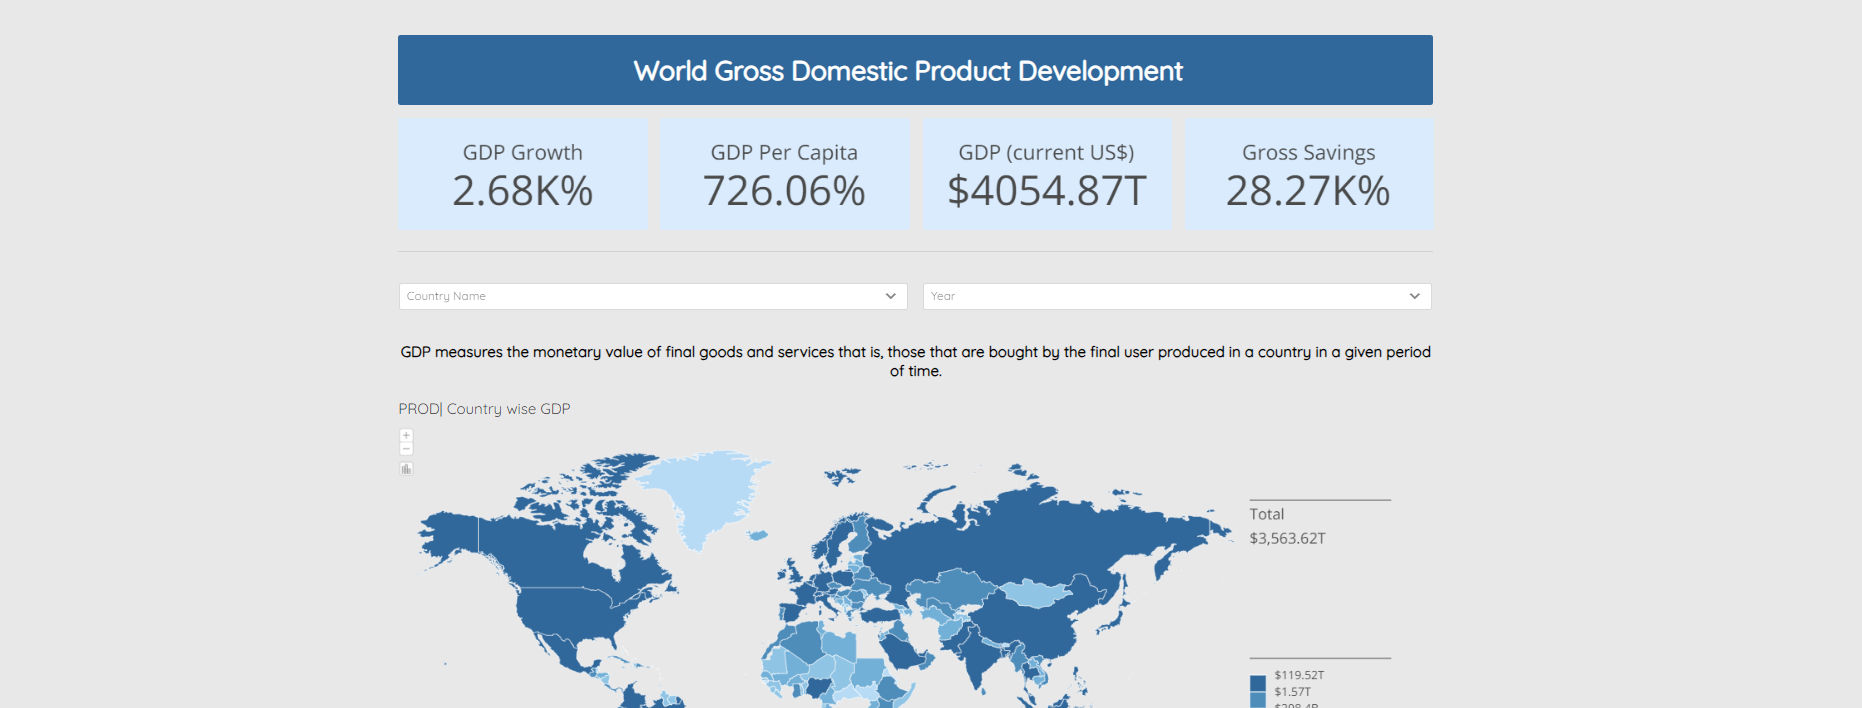 World Gross Domestic Product Development
GDP Growth
2.68K%
GDP Per Capita
726.06%
GDP (current US$)
$4054.87T
Gross Savings
28.27K%
Country Name
Year
GDP measures the monetary value of final goods and services that is, those that are bought by the final user produced in a country in a given period
of time.
PROD| Country wise GDP
+
−
Total
$3,563.62T
$119.52T
$1.57T